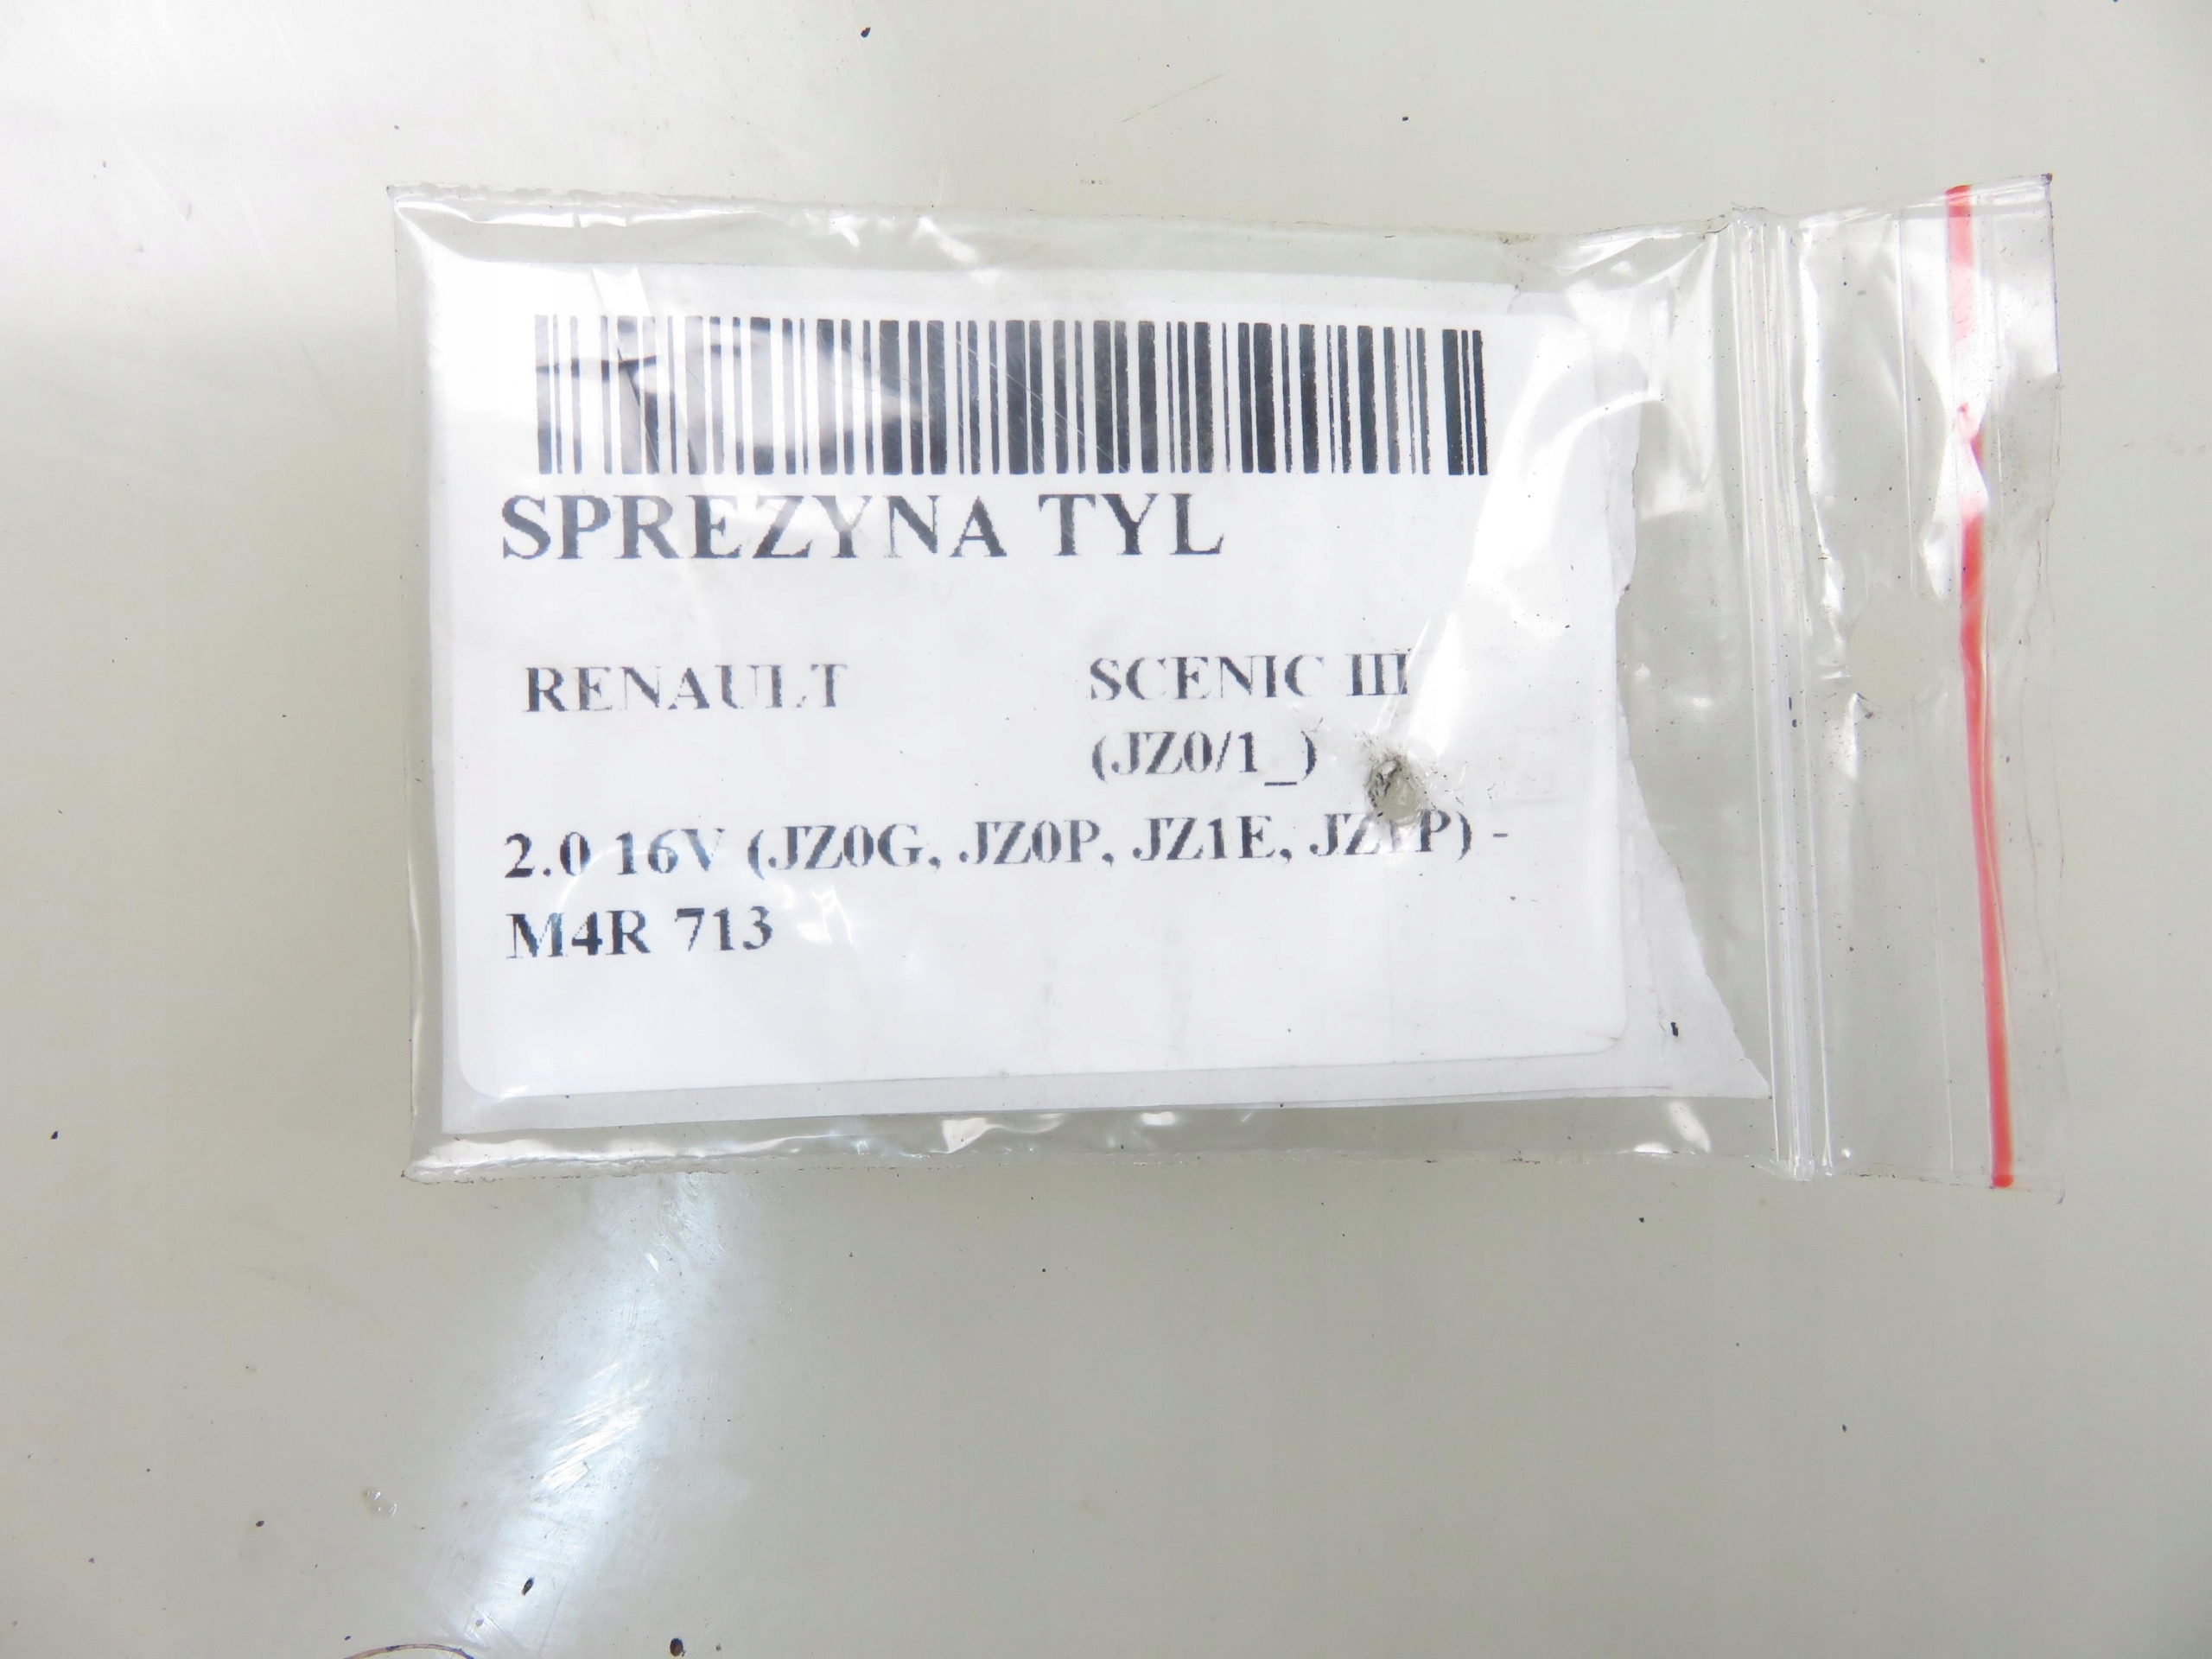 SPREZYNA TYL
RENAULT SCENIC III
(JZ0/1_)
2.0 16V (JZ0G, JZ0P, JZ1E, -
M4R 713